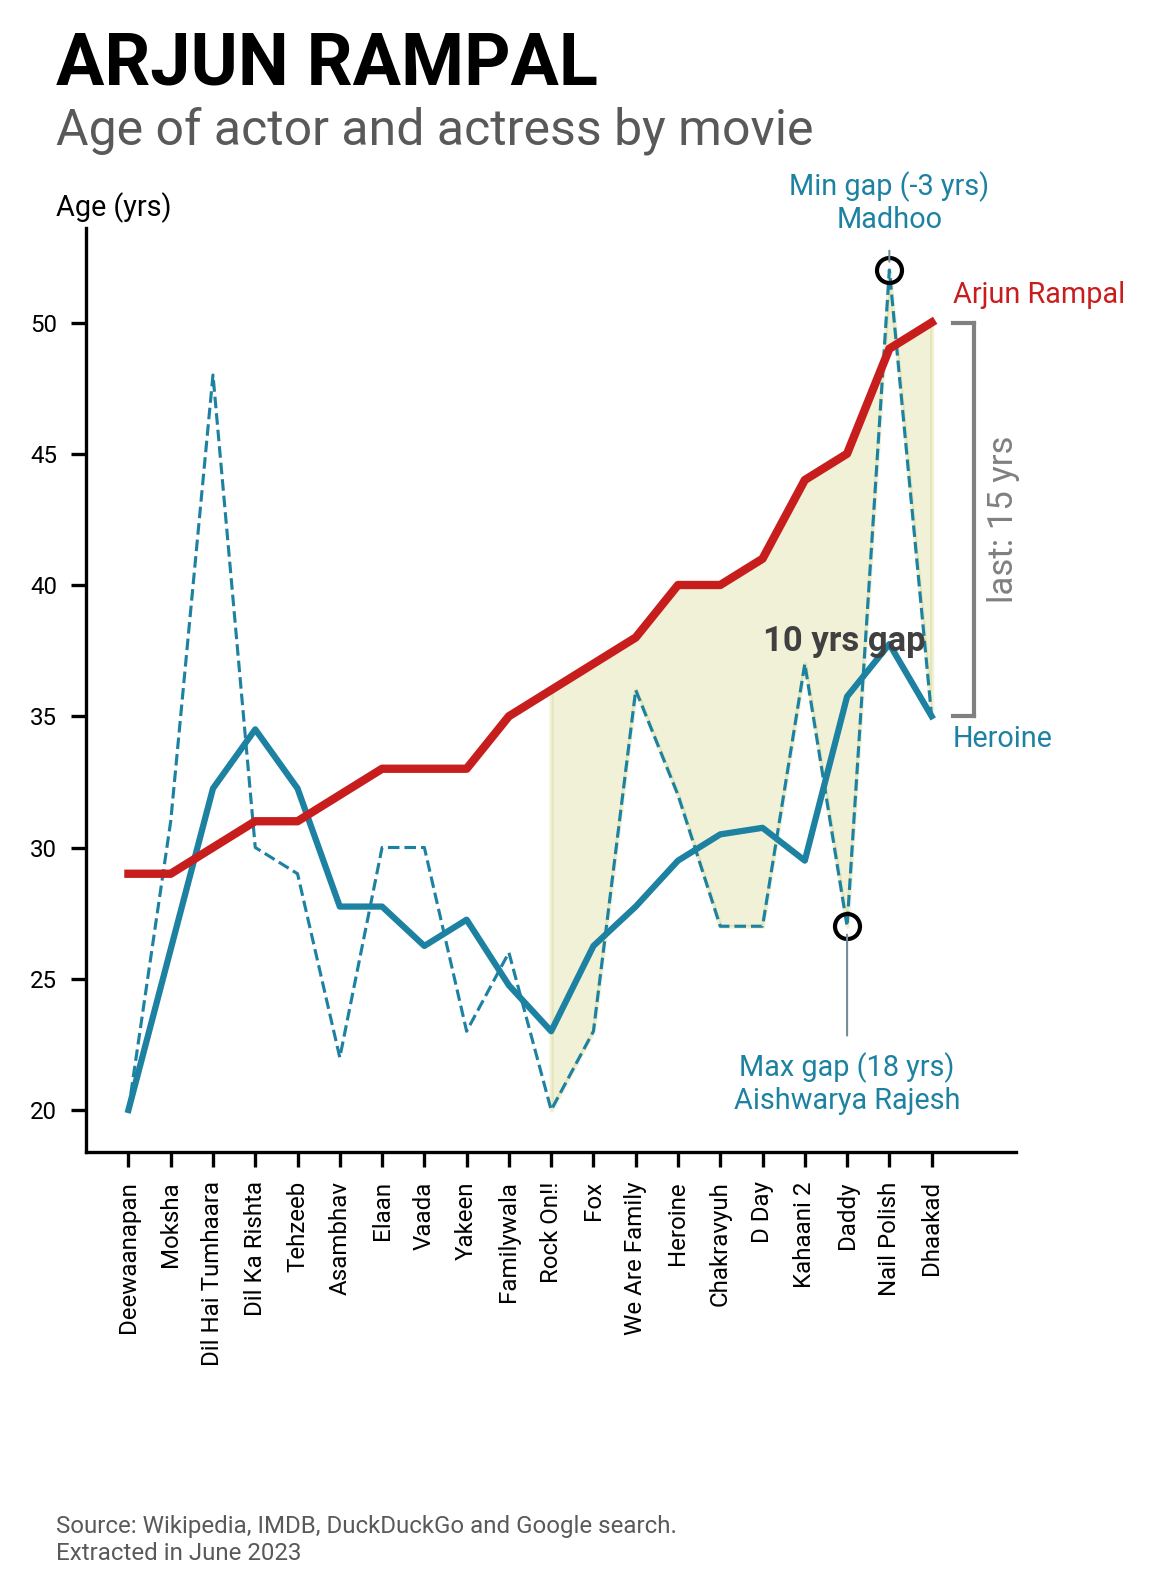 ARJUN RAMPAL
Age of actor and actress by movie
Min gap (-3 yrs)
Madhoo
Age (yrs)
Arjun Rampal
50
45
40
35
30
25
20
last: 15 yrs
10 yrs gap
Heroine
Max gap (18 yrs)
Aishwarya Rajesh
Deewaanapan
Moksha
Dil Hai Tumhaara
Dil Ka Rishta
Tehzeeb
Asambhav
Elaan
Vaada
Yakeen
Familywala
Rock On!!
Fox
We Are Family
Heroine
Chakravyuh
D Day
Kahaani 2
Daddy
Nail Polish
Dhaakad
Source: Wikipedia, IMDB, DuckDuckGo and Google search.
Extracted in June 2023